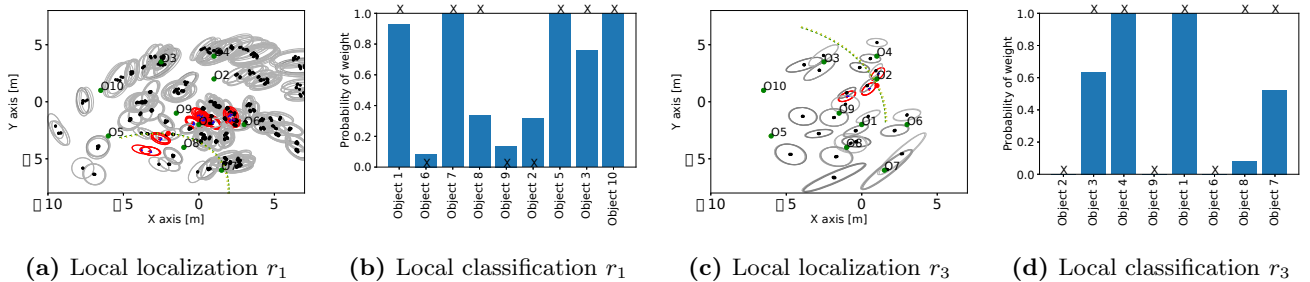 5
0
5
▯10
▯5
0
5
Y axis [m]
X axis [m]
O3
O4
O2
O10
O9
O6
O5
O8
1.0
0.8
0.6
0.4
0.2
0.0
Probability of weight
X
X
X
X
X
X
X
X
X
Object 1
Object 6
Object 7
Object 8
Object 9
Object 2
Object 5
Object 3
Object 10
5
0
5
▯5
0
5
Y axis [m]
X axis [m]
O4
O3
O2
O10
O9
O1
O6
O5
O8
O7
1.0
0.8
0.6
0.4
0.2
0.0
Probability of weight
X
X
X
X
X
X
X
X
Object 2
Object 3
Object 4
Object 9
Object 1
Object 6
Object 8
Object 7
(a) Local localization r₁
(b) Local classification r₁
(c) Local localization r₃
(d) Local classification r₃